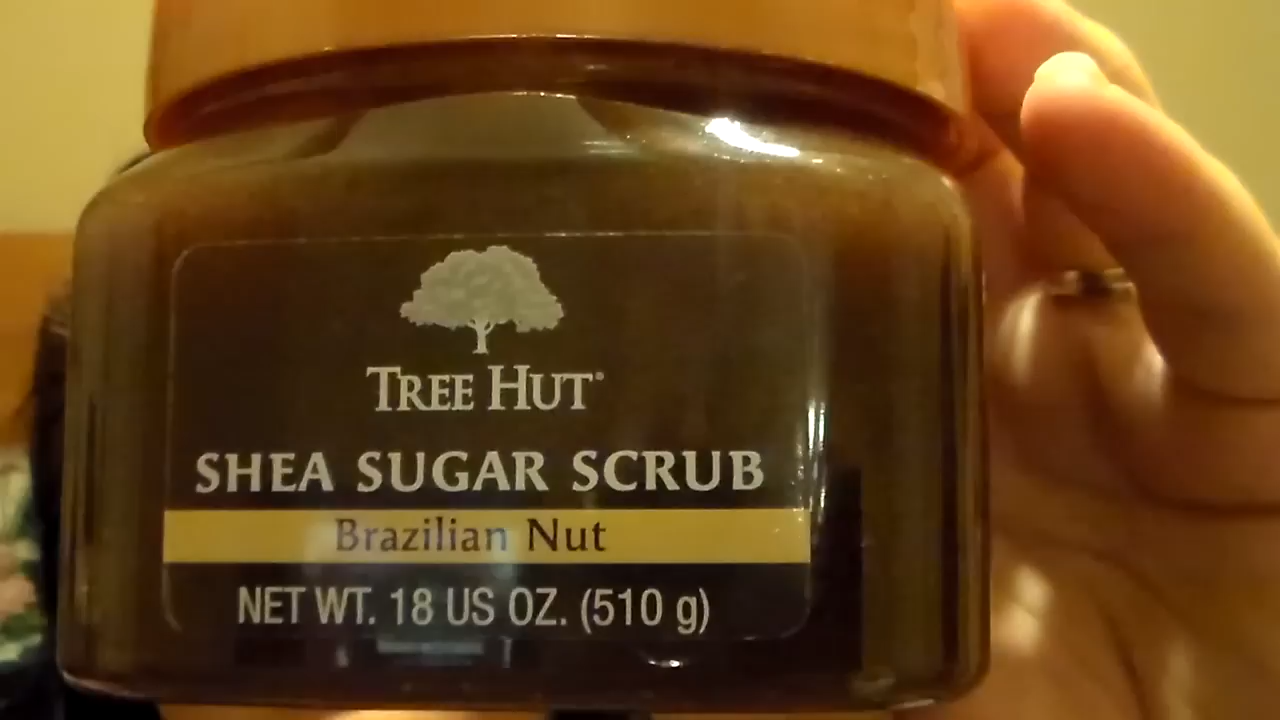 TREE HUT®
SHEA SUGAR SCRUB
Brazilian Nut
NET WT. 18 US OZ. (510 g)